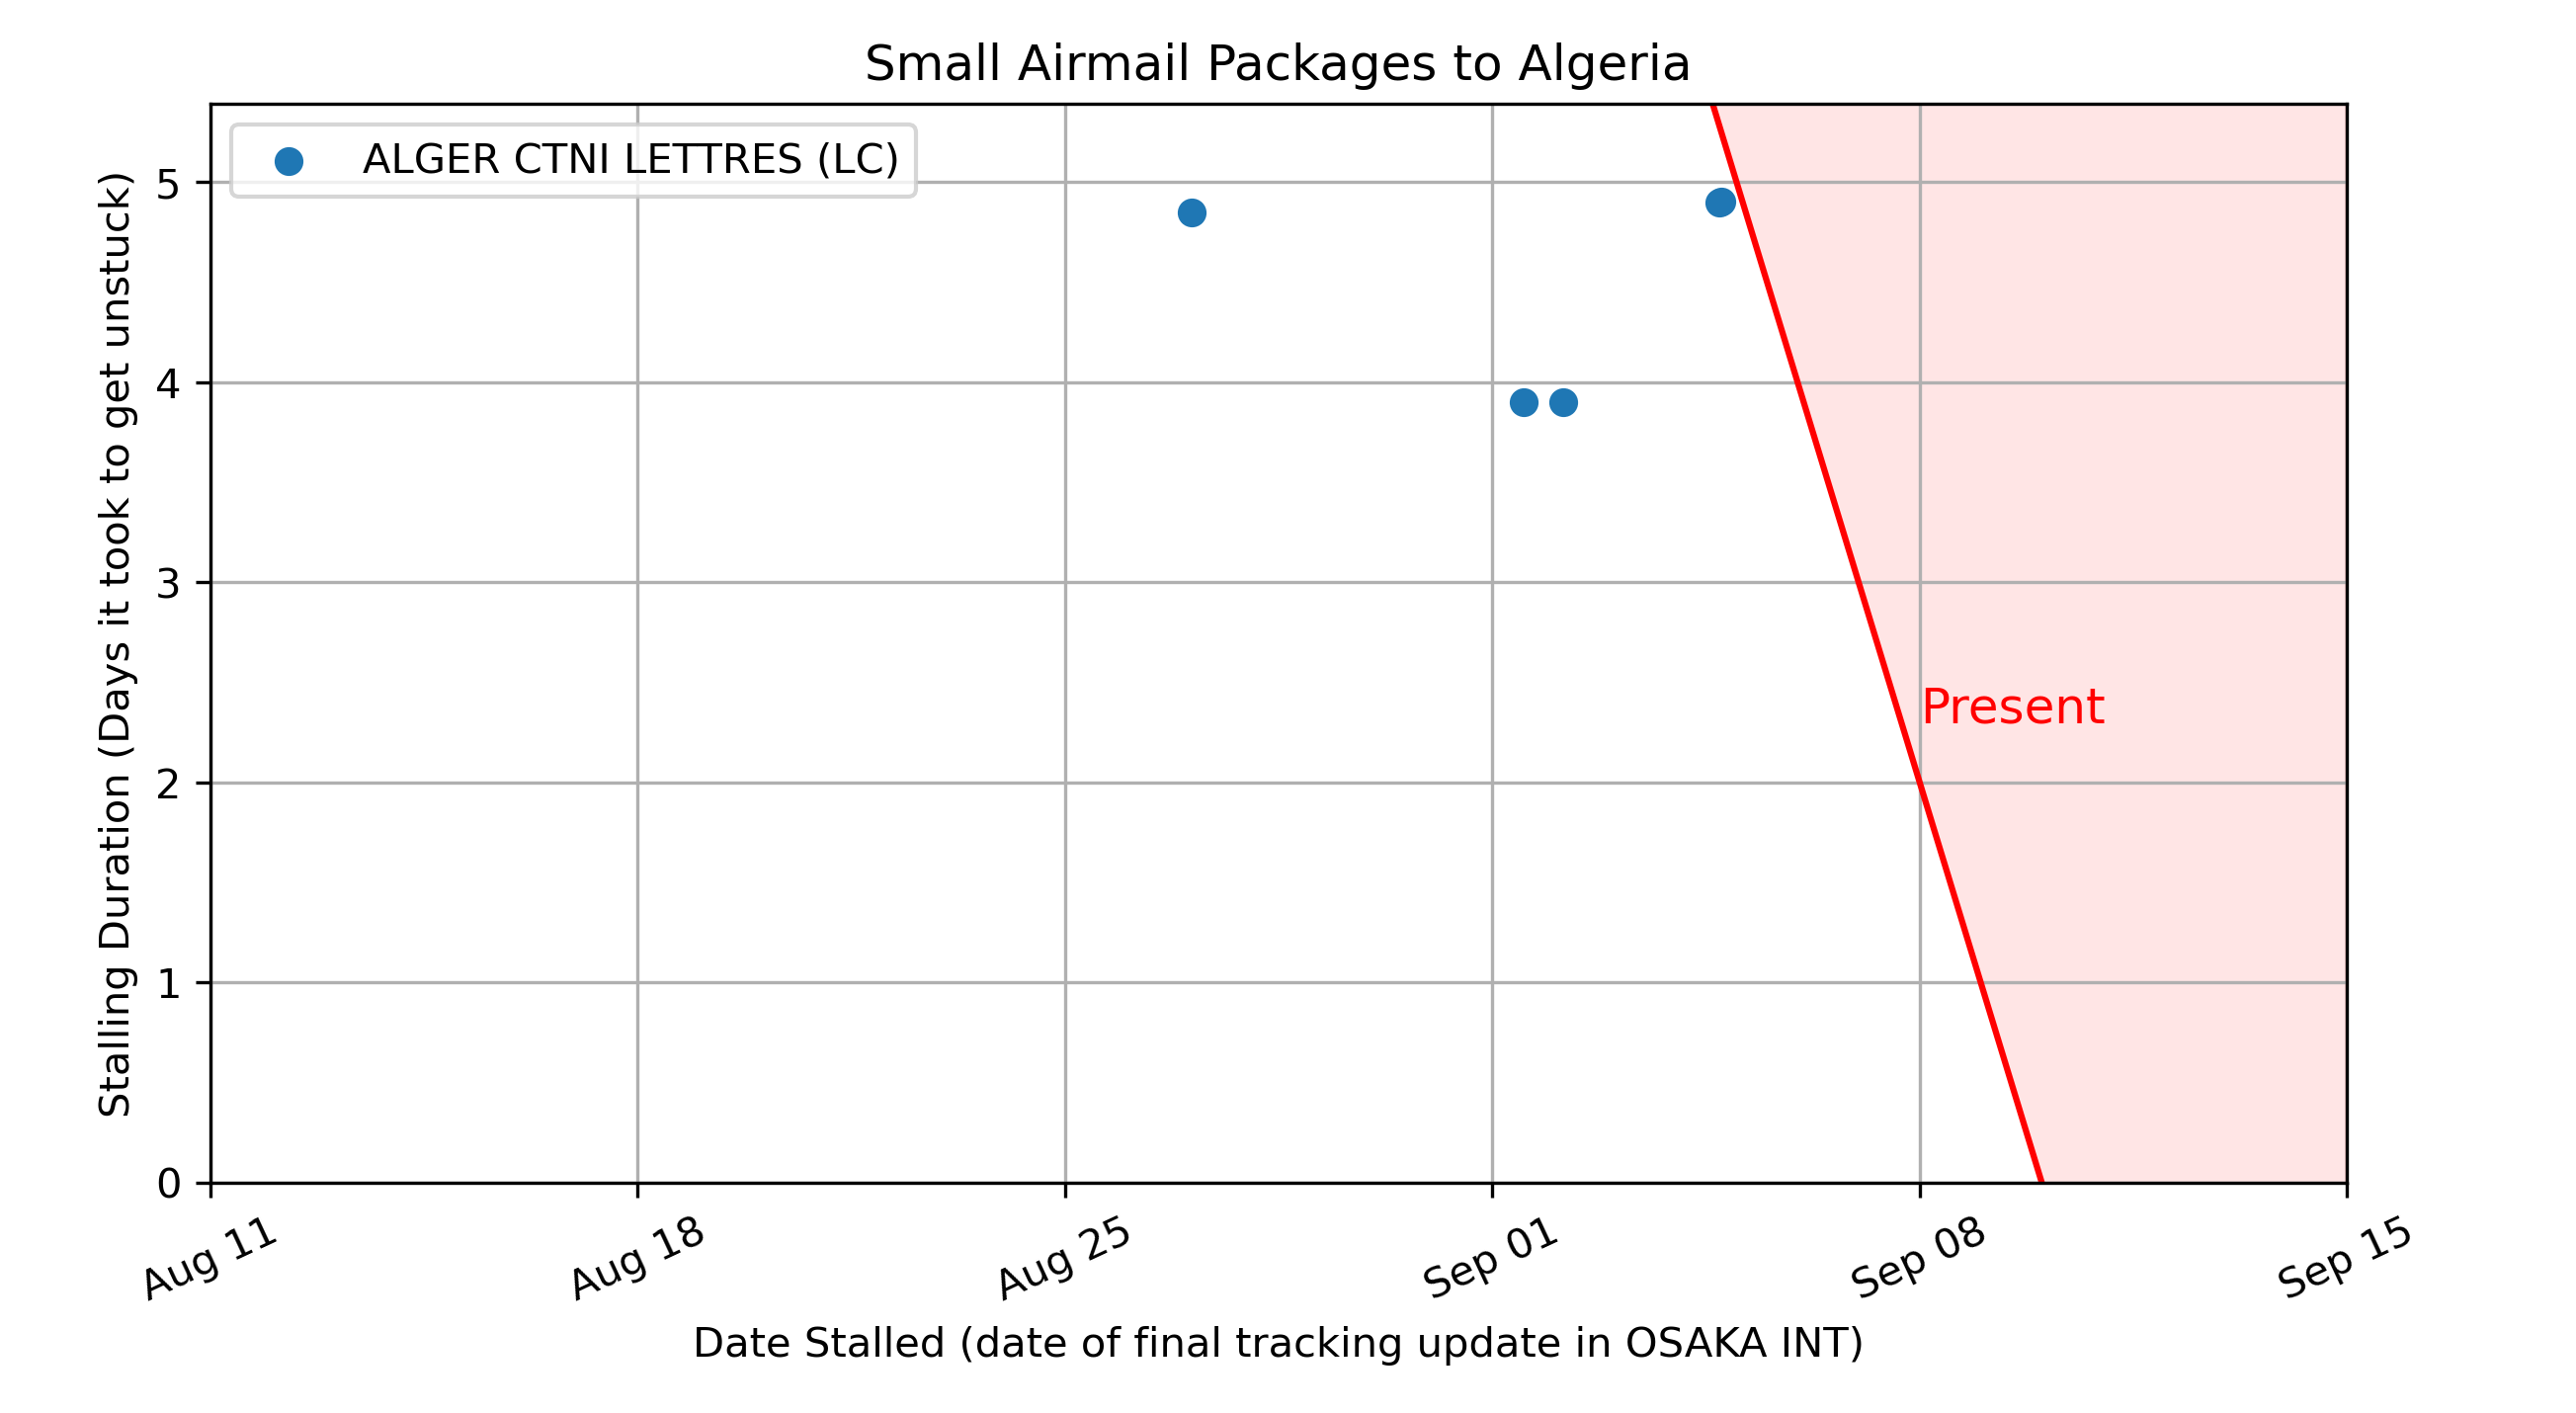 Small Airmail Packages to Algeria
ALGER CTNI LETTRES (LC)
Stalling Duration (Days it took to get unstuck)
5
4
3
2
1
0
Present
Aug 11
Aug 18
Aug 25
Sep 01
Sep 08
Sep 15
Date Stalled (date of final tracking update in OSAKA INT)